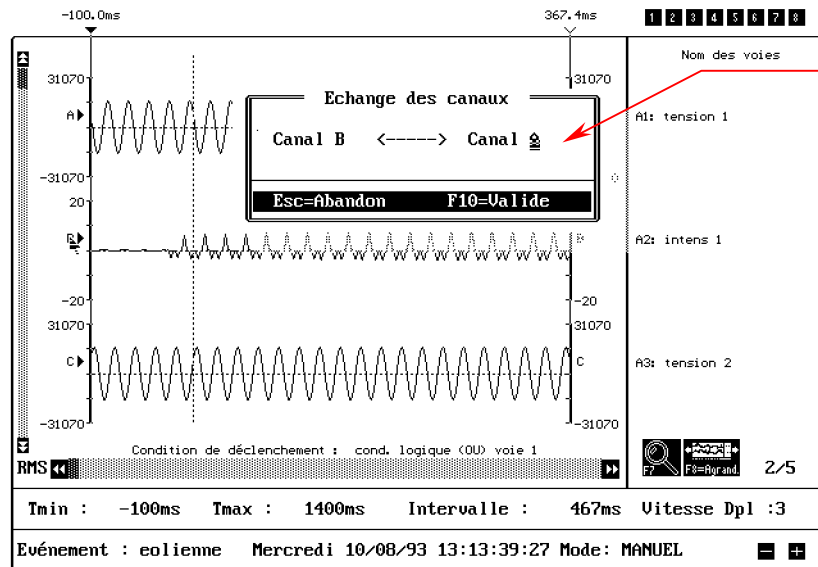 -100.0ms 367.4ms 1 2 3 4 5 6 7 8
Nom des voies
31070 31070
Echange des canaux
A A1: tension 1
Canal B <-----> Canal
-31070
20 Esc=Abandon F10=Valide
B A2: intens 1
-20 -20
31070 31070
C C A3: tension 2
-31070 -31070
Condition de déclenchement : cond. logique (OU) voie 1
RMS F7 F8=Agrand. 2/5
Tmin : -100ms Tmax : 1400ms Intervalle : 467ms Vitesse Dpl :3
Evénement : eolienne Mercredi 10/08/93 13:13:39:27 Mode: MANUEL